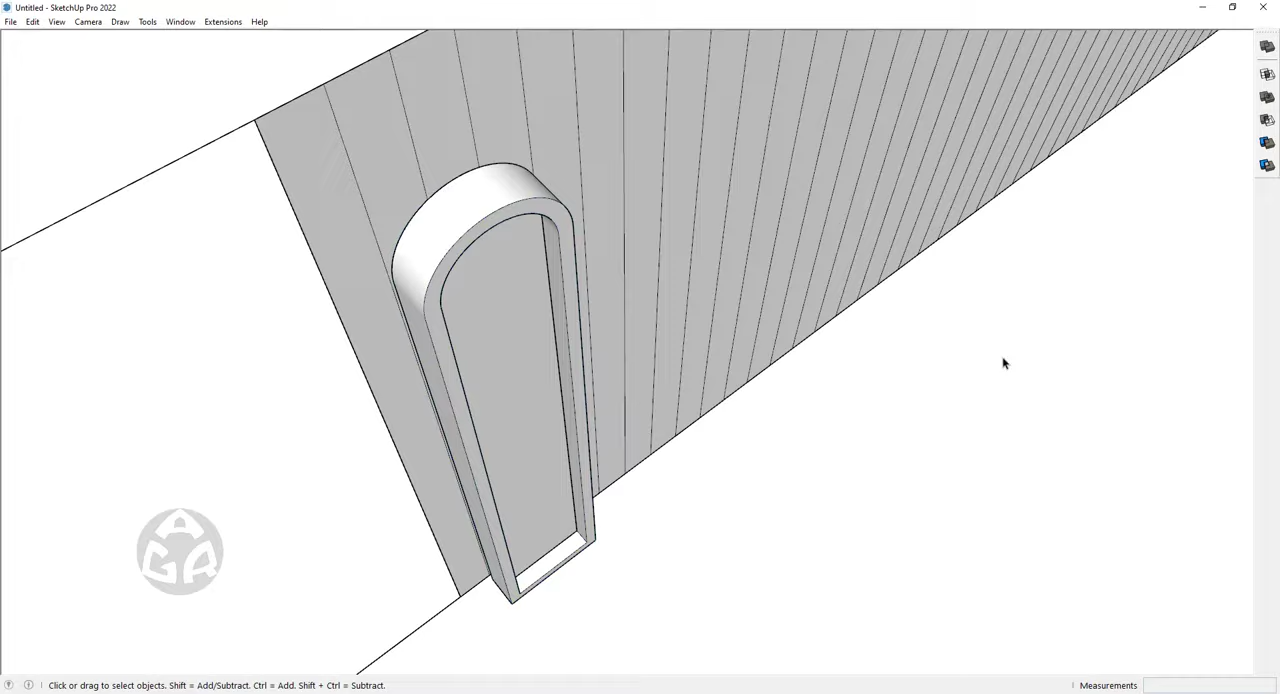 Untitled - SketchUp Pro 2022
File Edit View Camera Draw Tools Window Extensions Help
AGR
Click or drag to select objects. Shift = Add/Subtract. Ctrl = Add. Shift + Ctrl = Subtract.
Measurements